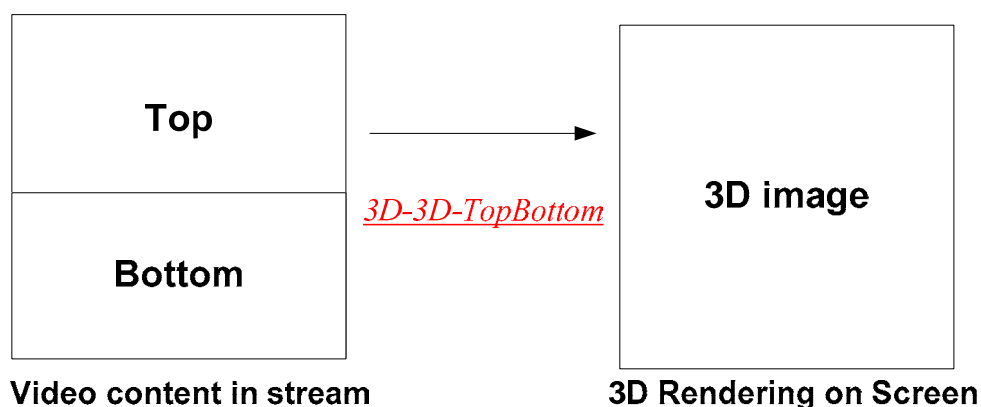 Top
3D-3D-TopBottom
3D image
Bottom
Video content in stream
3D Rendering on Screen